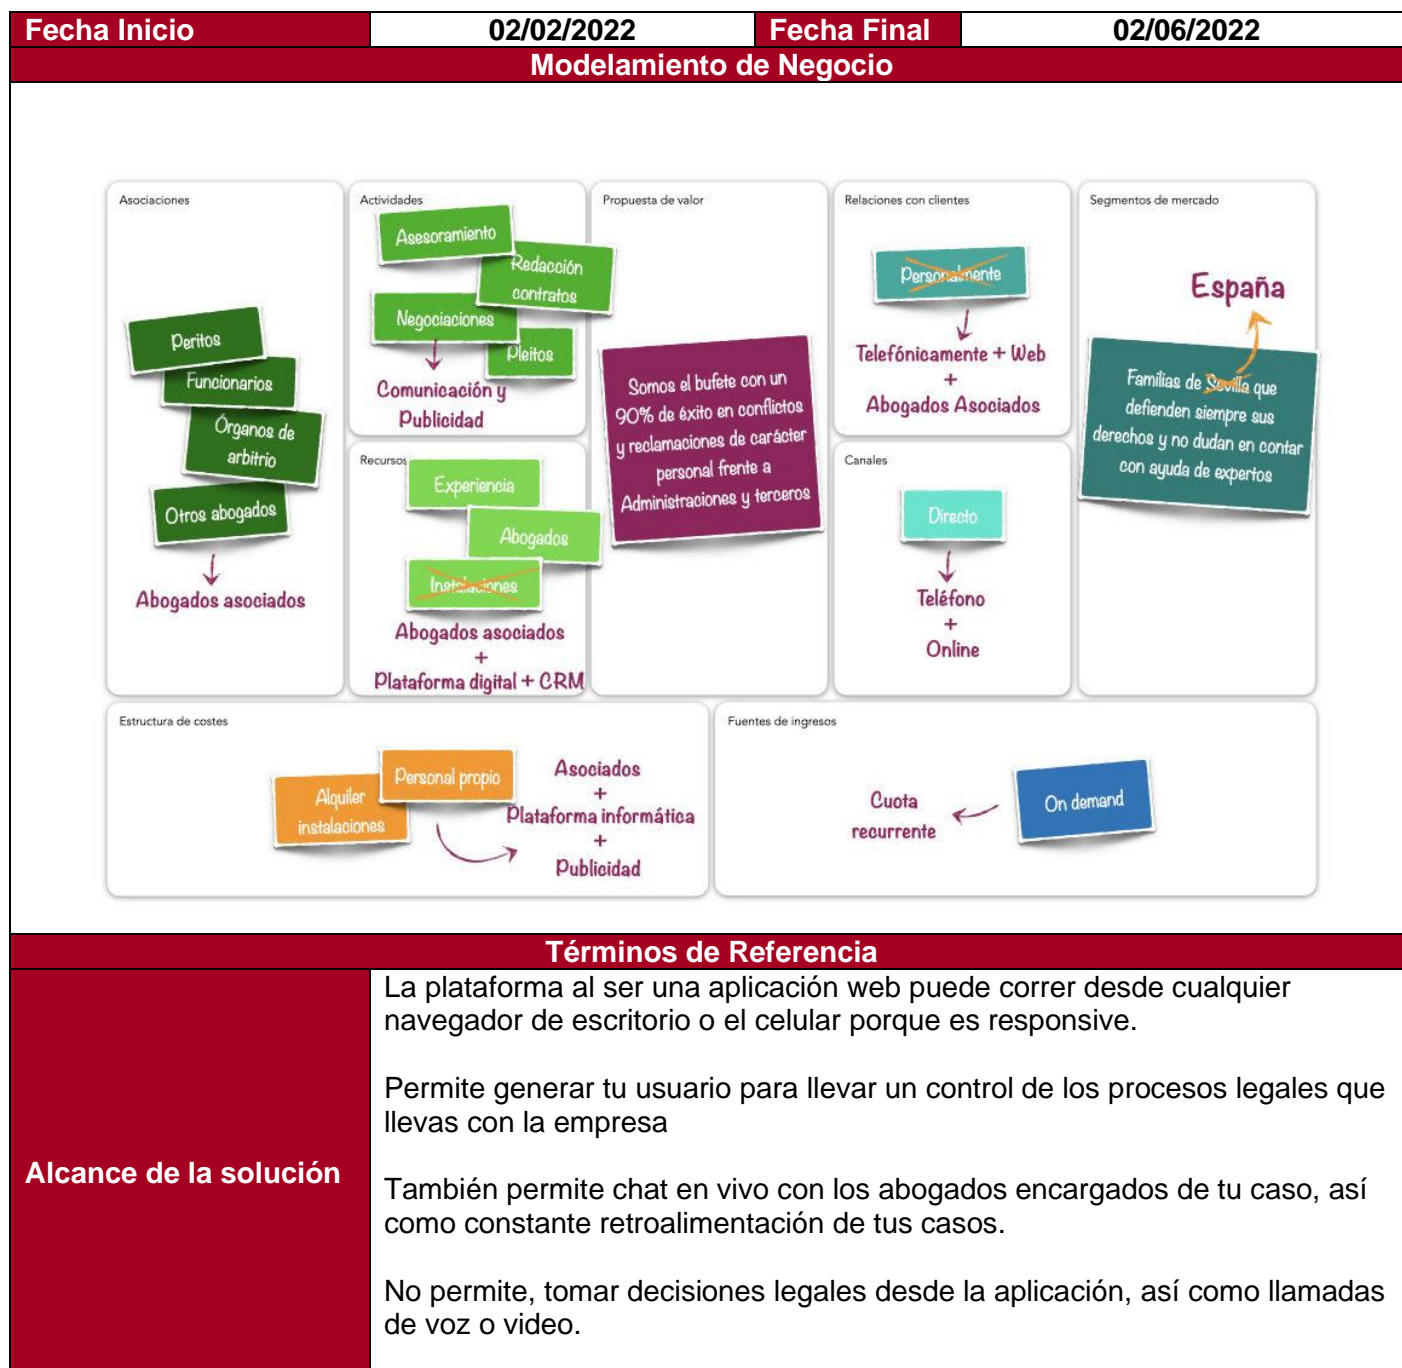 Fecha Inicio 02/02/2022 Fecha Final 02/06/2022
Modelamiento de Negocio
Asociaciones
Peritos
Funcionarios
Órganos de
arbitrio
Otros abogados
Abogados asociados
Actividades
Asesoramiento
Redacción
contratos
Negociaciones
Pleitos
Comunicación y
Publicidad
Recursos
Experiencia
Abogados
Instalaciones
Abogados asociados
+
Plataforma digital + CRM
Propuesta de valor
Somos el bufete con un
90% de éxito en conflictos
y reclamaciones de carácter
personal frente a
Administraciones y terceros
Relaciones con clientes
Personalmente
Telefónicamente + Web
+
Abogados Asociados
Canales
Directo
Teléfono
+
Online
Segmentos de mercado
España
Familias de Sevilla que
defienden siempre sus
derechos y no dudan en contar
con ayuda de expertos
Estructura de costes
Personal propio
Alquiler
instalaciones
Asociados
+
Plataforma informática
+
Publicidad
Fuentes de ingresos
Cuota
recurrente
On demand
Términos de Referencia
Alcance de la solución
La plataforma al ser una aplicación web puede correr desde cualquier
navegador de escritorio o el celular porque es responsive.
Permite generar tu usuario para llevar un control de los procesos legales que
llevas con la empresa
También permite chat en vivo con los abogados encargados de tu caso, así
como constante retroalimentación de tus casos.
No permite, tomar decisiones legales desde la aplicación, así como llamadas
de voz o video.